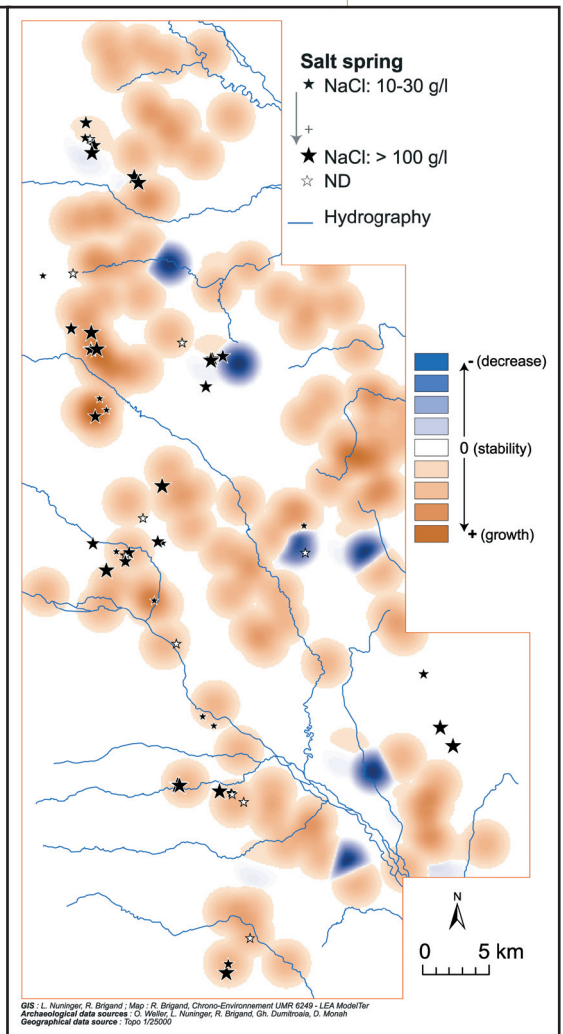 Salt spring
NaCl: 10-30 g/l
+
NaCl: > 100 g/l
ND
Hydrography
- (decrease)
0 (stability)
+ (growth)
N
0 5 km
GIS : L. Nuninger, R. Brigand ; Map : R. Brigand, Chrono-Environnement UMR 6249 - LEA ModelTer
Archaeological data sources : O. Weller, L. Nuninger, R. Brigand, Gh. Dumitroaia, D. Monah
Geographical data source : Topo 1/25000